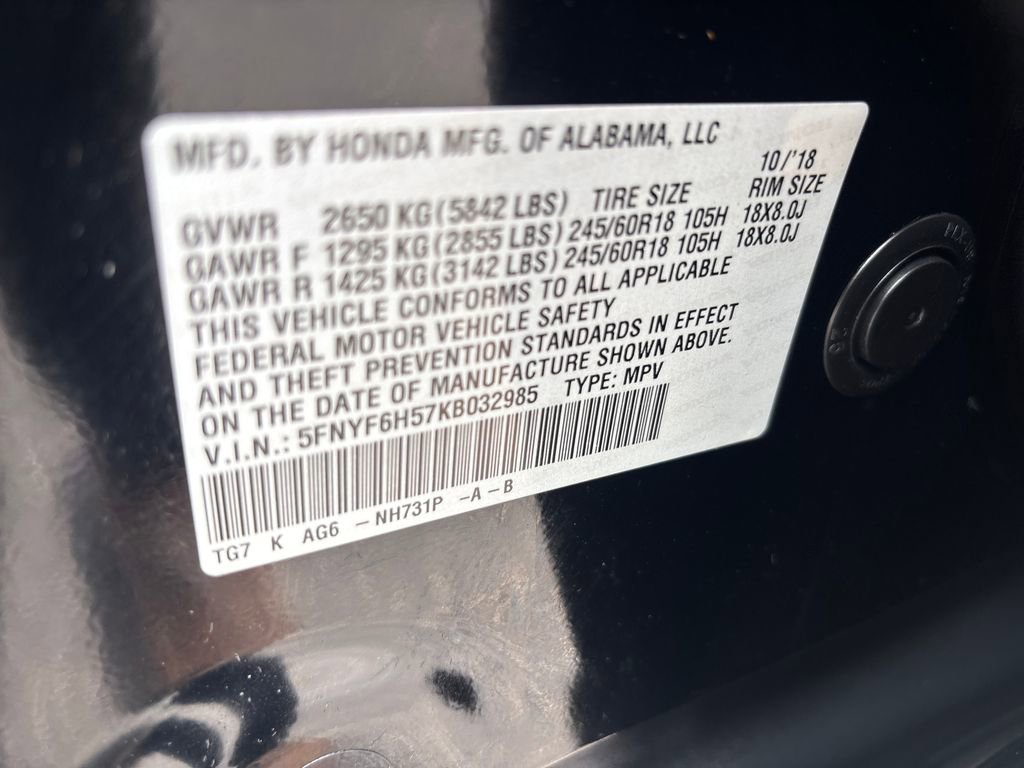 MFD. BY HONDA MFG. OF ALABAMA, LLC
10/'18
GVWR 2650 KG(5842 LBS) TIRE SIZE RIM SIZE
GAWR F 1295 KG(2855 LBS) 245/60R18 105H 18X8.0J
GAWR R 1425 KG(3142 LBS) 245/60R18 105H 18X8.0J
THIS VEHICLE CONFORMS TO ALL APPLICABLE
FEDERAL MOTOR VEHICLE SAFETY
AND THEFT PREVENTION STANDARDS IN EFFECT
ON THE DATE OF MANUFACTURE SHOWN ABOVE.
V.I.N.: 5FNYF6H57KB032985 TYPE: MPV
TG7 K AG6 -NH731P -A-B